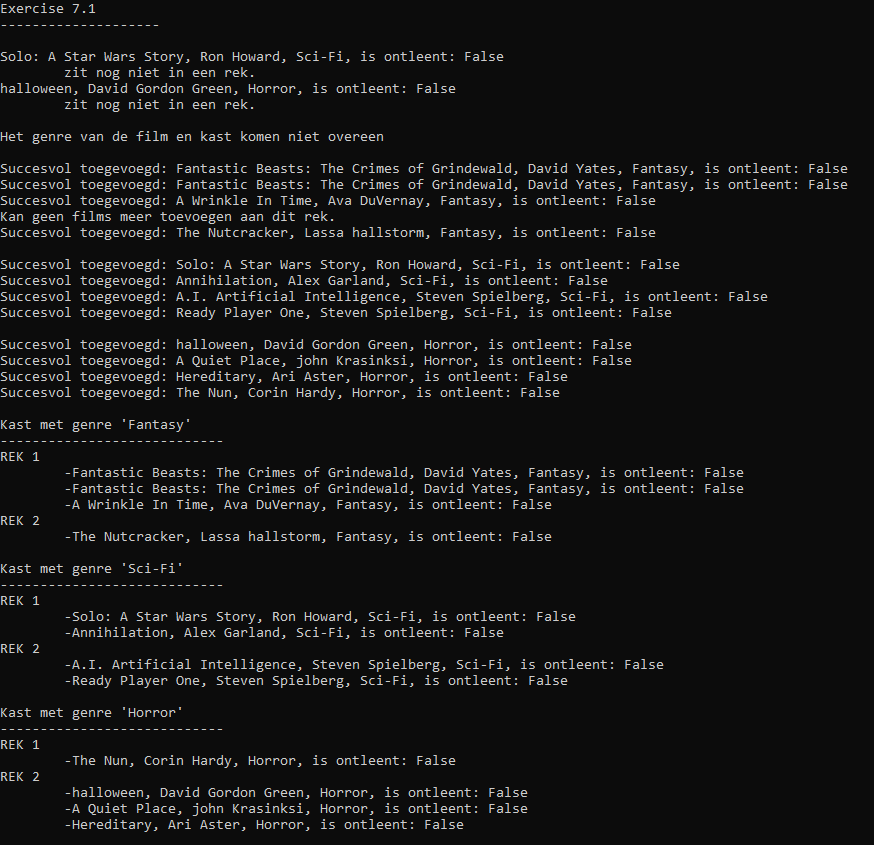 Exercise 7.1
--------------------
Solo: A Star Wars Story, Ron Howard, Sci-Fi, is ontleent: False
zit nog niet in een rek.
halloween, David Gordon Green, Horror, is ontleent: False
zit nog niet in een rek.
Het genre van de film en kast komen niet overeen
Succesvol toegevoegd: Fantastic Beasts: The Crimes of Grindewald, David Yates, Fantasy, is ontleent: False
Succesvol toegevoegd: Fantastic Beasts: The Crimes of Grindewald, David Yates, Fantasy, is ontleent: False
Succesvol toegevoegd: A Wrinkle In Time, Ava DuVernay, Fantasy, is ontleent: False
Kan geen films meer toevoegen aan dit rek.
Succesvol toegevoegd: The Nutcracker, Lassa hallstorm, Fantasy, is ontleent: False
Succesvol toegevoegd: Solo: A Star Wars Story, Ron Howard, Sci-Fi, is ontleent: False
Succesvol toegevoegd: Annihilation, Alex Garland, Sci-Fi, is ontleent: False
Succesvol toegevoegd: A.I. Artificial Intelligence, Steven Spielberg, Sci-Fi, is ontleent: False
Succesvol toegevoegd: Ready Player One, Steven Spielberg, Sci-Fi, is ontleent: False
Succesvol toegevoegd: halloween, David Gordon Green, Horror, is ontleent: False
Succesvol toegevoegd: A Quiet Place, john Krasinksi, Horror, is ontleent: False
Succesvol toegevoegd: Hereditary, Ari Aster, Horror, is ontleent: False
Succesvol toegevoegd: The Nun, Corin Hardy, Horror, is ontleent: False
Kast met genre 'Fantasy'
----------------------------
REK 1
-Fantastic Beasts: The Crimes of Grindewald, David Yates, Fantasy, is ontleent: False
-Fantastic Beasts: The Crimes of Grindewald, David Yates, Fantasy, is ontleent: False
-A Wrinkle In Time, Ava DuVernay, Fantasy, is ontleent: False
REK 2
-The Nutcracker, Lassa hallstorm, Fantasy, is ontleent: False
Kast met genre 'Sci-Fi'
----------------------------
REK 1
-Solo: A Star Wars Story, Ron Howard, Sci-Fi, is ontleent: False
-Annihilation, Alex Garland, Sci-Fi, is ontleent: False
REK 2
-A.I. Artificial Intelligence, Steven Spielberg, Sci-Fi, is ontleent: False
-Ready Player One, Steven Spielberg, Sci-Fi, is ontleent: False
Kast met genre 'Horror'
----------------------------
REK 1
-The Nun, Corin Hardy, Horror, is ontleent: False
REK 2
-halloween, David Gordon Green, Horror, is ontleent: False
-A Quiet Place, john Krasinksi, Horror, is ontleent: False
-Hereditary, Ari Aster, Horror, is ontleent: False